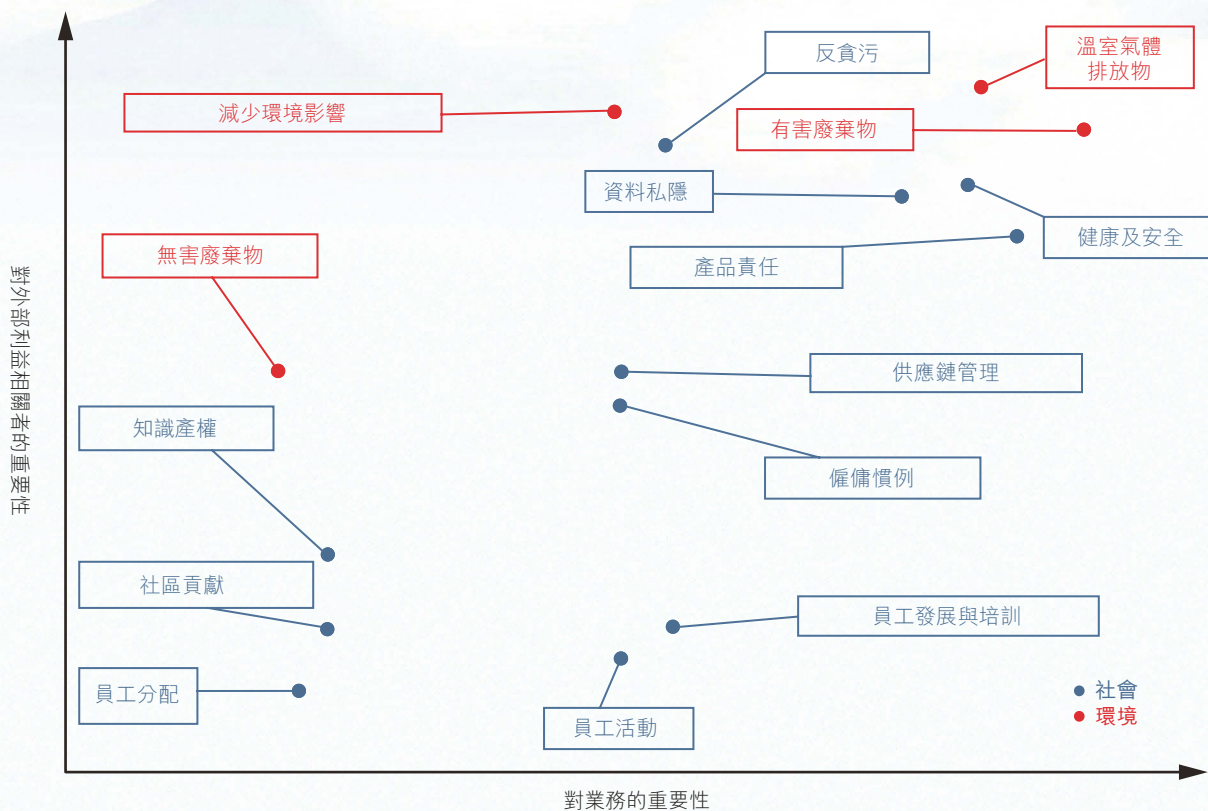 反貪污
溫室氣體
排放物
減少環境影響
有害廢棄物
資料私隱
健康及安全
無害廢棄物
產品責任
對外部利益相關者的重要性
供應鏈管理
知識產權
僱傭慣例
社區貢獻
員工發展與培訓
員工分配
員工活動
社會
環境
對業務的重要性